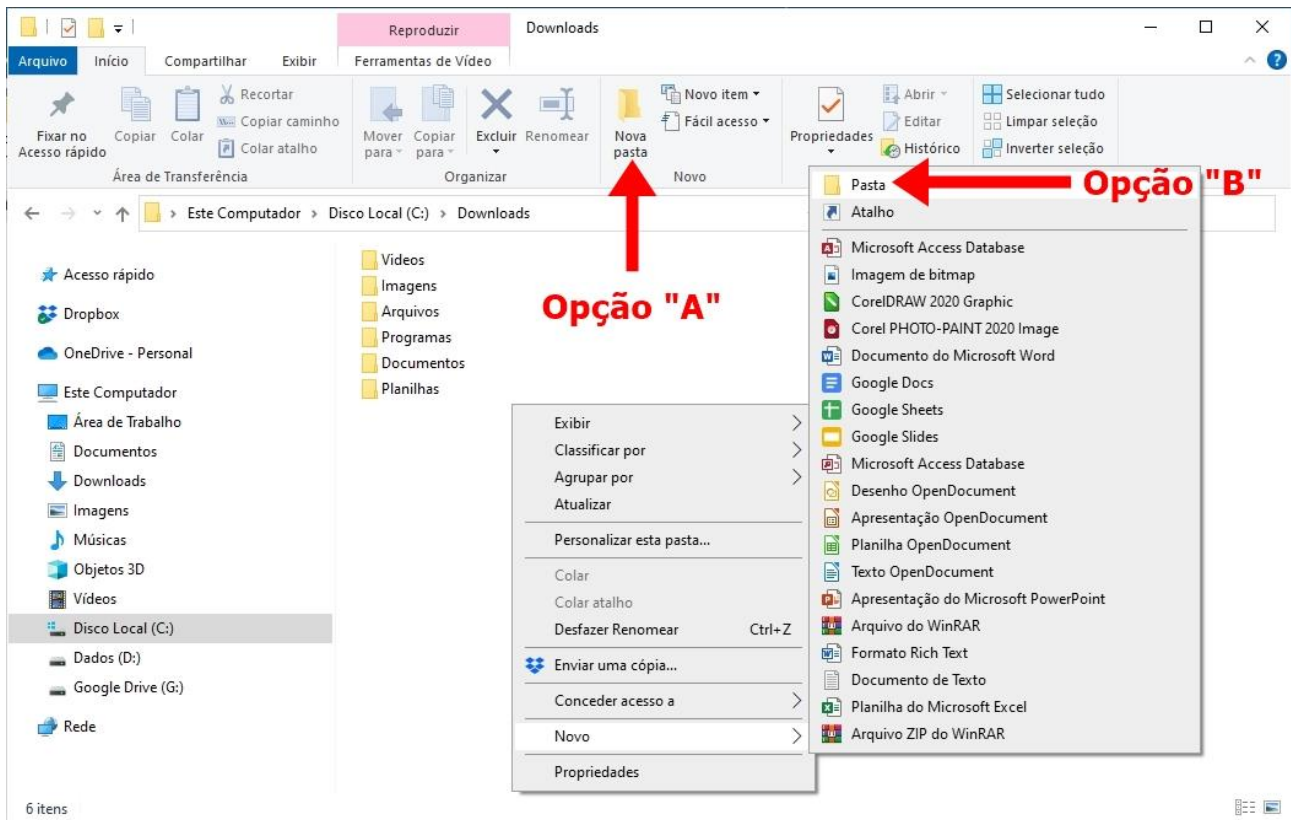 Reproduzir
Downloads
Arquivo
Início
Compartilhar
Exibir
Ferramentas de Vídeo
Fixar no
Acesso rápido
Copiar
Colar
Recortar
Copiar caminho
Colar atalho
Área de Transferência
Mover
para
Copiar
para
Excluir
Renomear
Organizar
Nova
pasta
Novo item
Fácil acesso
Novo
Propriedades
Abrir
Editar
Histórico
Selecionar tudo
Limpar seleção
Inverter seleção
Este Computador
Disco Local (C:)
Downloads
Acesso rápido
Dropbox
OneDrive - Personal
Este Computador
Área de Trabalho
Documentos
Downloads
Imagens
Músicas
Objetos 3D
Vídeos
Disco Local (C:)
Dados (D:)
Google Drive (G:)
Rede
Videos
Imagens
Arquivos
Programas
Documentos
Planilhas
Opção "A"
Exibir
Classificar por
Agrupar por
Atualizar
Personalizar esta pasta...
Colar
Colar atalho
Desfazer Renomear Ctrl+Z
Enviar uma cópia...
Conceder acesso a
Novo
Propriedades
Pasta
Opção "B"
Atalho
Microsoft Access Database
Imagem de bitmap
CorelDRAW 2020 Graphic
Corel PHOTO-PAINT 2020 Image
Documento do Microsoft Word
Google Docs
Google Sheets
Google Slides
Microsoft Access Database
Desenho OpenDocument
Apresentação OpenDocument
Planilha OpenDocument
Texto OpenDocument
Apresentação do Microsoft PowerPoint
Arquivo do WinRAR
Formato Rich Text
Documento de Texto
Planilha do Microsoft Excel
Arquivo ZIP do WinRAR
6 itens